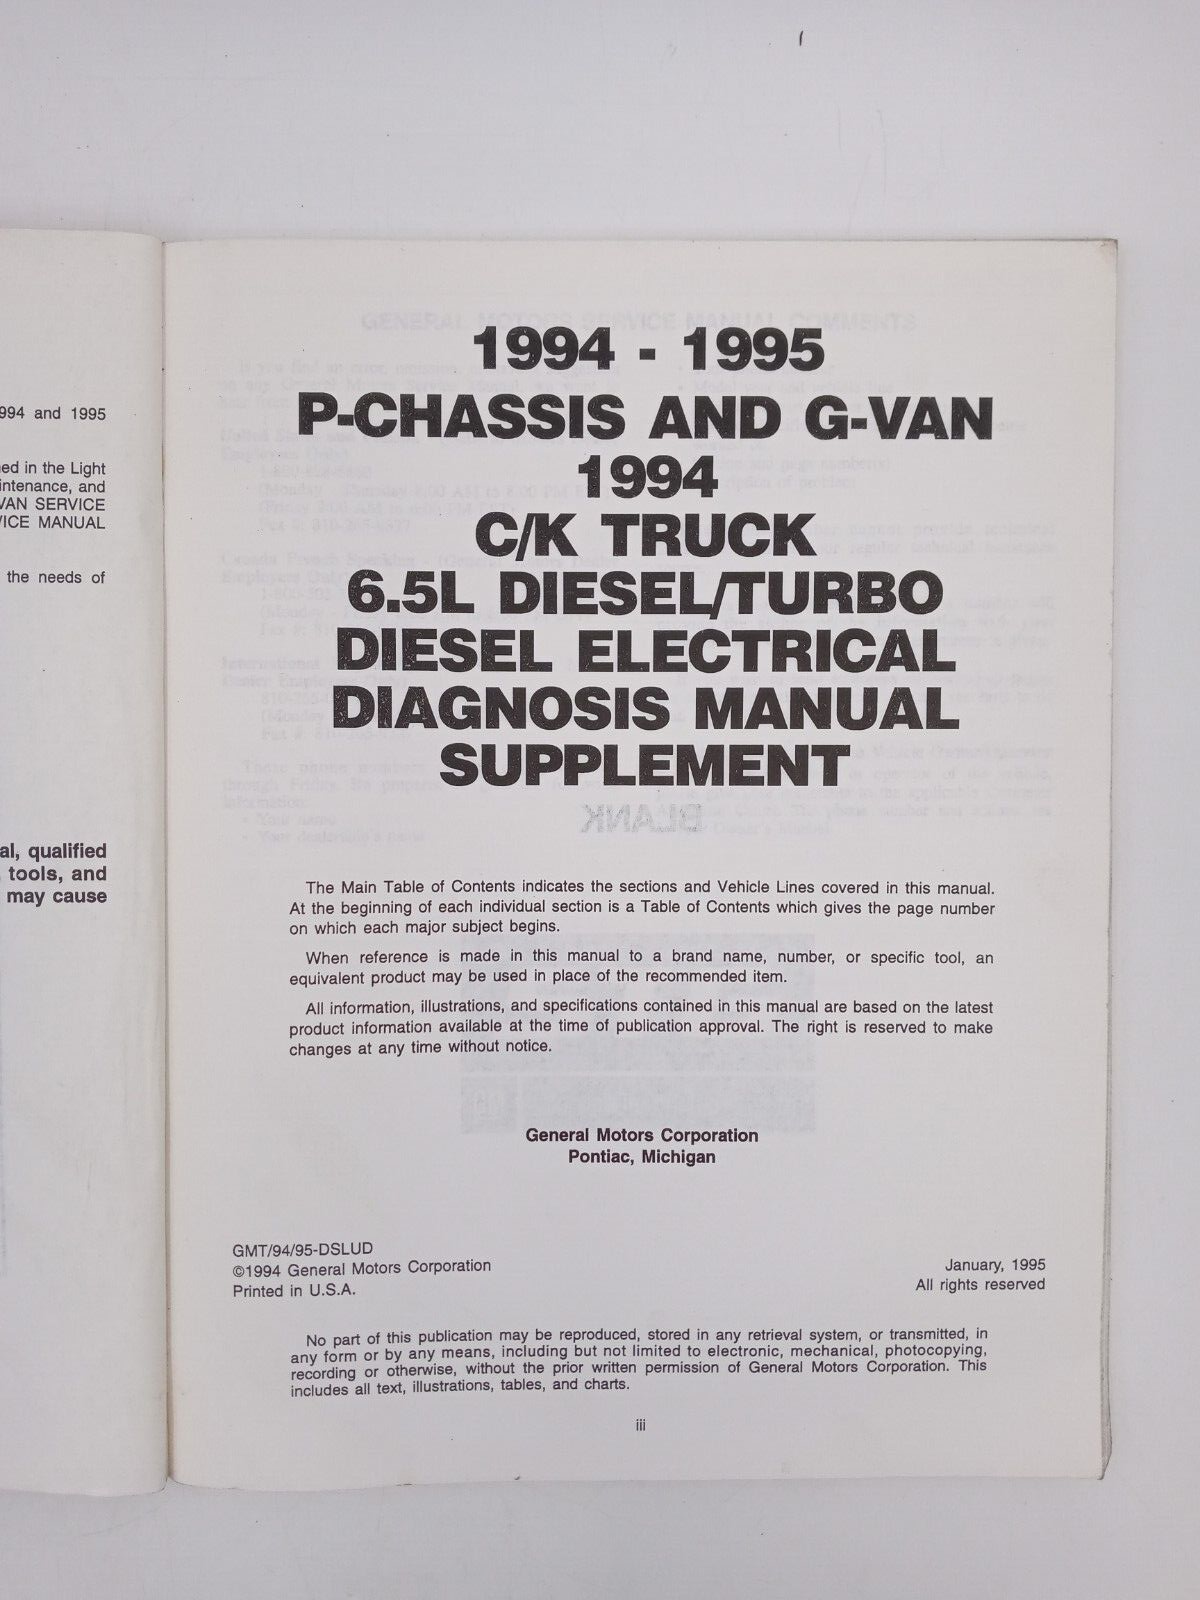 994 and 1995
ed in the Light
intenance, and
VAN SERVICE
ICE MANUAL
the needs of
al, qualified
tools, and
may cause
1994 - 1995
P-CHASSIS AND G-VAN
1994
C/K TRUCK
6.5L DIESEL/TURBO
DIESEL ELECTRICAL
DIAGNOSIS MANUAL
SUPPLEMENT
BLANK
The Main Table of Contents indicates the sections and Vehicle Lines covered in this manual.
At the beginning of each individual section is a Table of Contents which gives the page number
on which each major subject begins.
When reference is made in this manual to a brand name, number, or specific tool, an
equivalent product may be used in place of the recommended item.
All information, illustrations, and specifications contained in this manual are based on the latest
product information available at the time of publication approval. The right is reserved to make
changes at any time without notice.
General Motors Corporation
Pontiac, Michigan
GMT/94/95-DSLUD
©1994 General Motors Corporation
Printed in U.S.A.
January, 1995
All rights reserved
No part of this publication may be reproduced, stored in any retrieval system, or transmitted, in
any form or by any means, including but not limited to electronic, mechanical, photocopying,
recording or otherwise, without the prior written permission of General Motors Corporation. This
includes all text, illustrations, tables, and charts.
iii